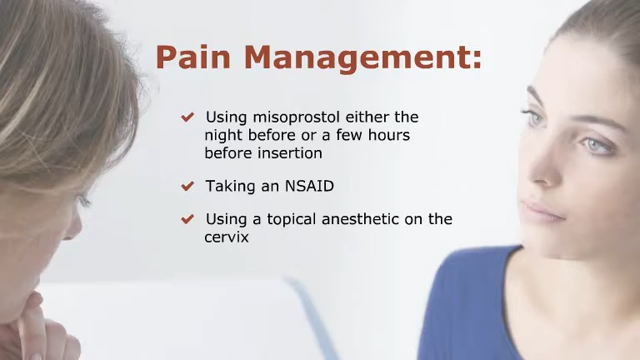 Pain Management:
Using misoprostol either the
night before or a few hours
before insertion
Taking an NSAID
Using a topical anesthetic on the
cervix